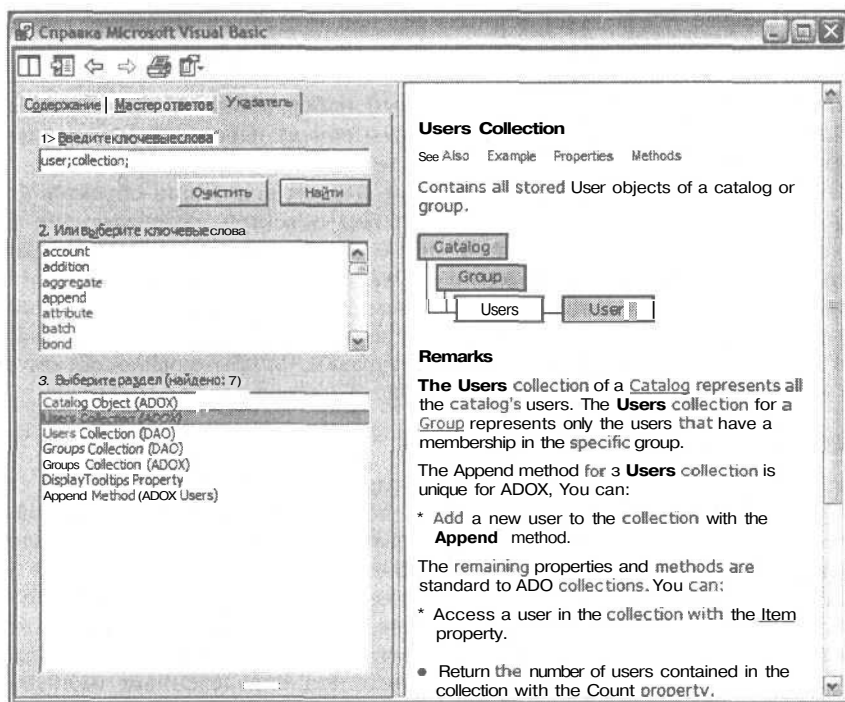 Справка Microsoft Visual Basic
Содержание Мастер ответов Указатель
1> Введите ключевые слова"
user;collection;
Очистить Найти
2. Или выберите ключевые слова
account
addition
aggregate
append
attribute
batch
bond
3. Выберите раздел (найдено: 7)
Catalog Object (ADOX)
Users Collection (ADOX)
Users Collection (DAO)
Groups Collection (DAO)
Groups Collection (ADOX)
DisplayTooltips Property
Append Method (ADOX Users)
Users Collection
See Also Example Properties Methods
Contains all stored User objects of a catalog or
group.
Catalog
Group
Users User
Remarks
The Users collection of a Catalog represents all
the catalog's users. The Users collection for a
Group represents only the users that have a
membership in the specific group.
The Append method for a Users collection is
unique for ADOX, You can:
* Add a new user to the collection with the
Append method.
The remaining properties and methods are
standard to ADO collections. You can:
* Access a user in the collection with the Item
property.
• Return the number of users contained in the
collection with the Count property.